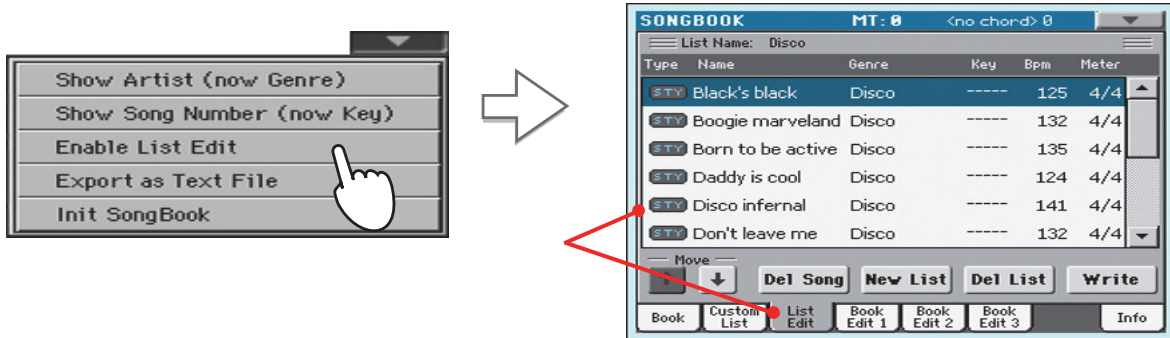 Show Artist (now Genre)
Show Song Number (now Key)
Enable List Edit
Export as Text File
Init SongBook
SONGBOOK MT: 0 <no chord> 0
List Name: Disco
Type Name Genre Key Bpm Meter
STY Black's black Disco ----- 125 4/4
STY Boogie marveland Disco ----- 132 4/4
STY Born to be active Disco ----- 135 4/4
STY Daddy is cool Disco ----- 124 4/4
STY Disco infernal Disco ----- 141 4/4
STY Don't leave me Disco ----- 132 4/4
Move
Del Song New List Del List Write
Book Custom List List Edit Book Edit 1 Book Edit 2 Book Edit 3 Info